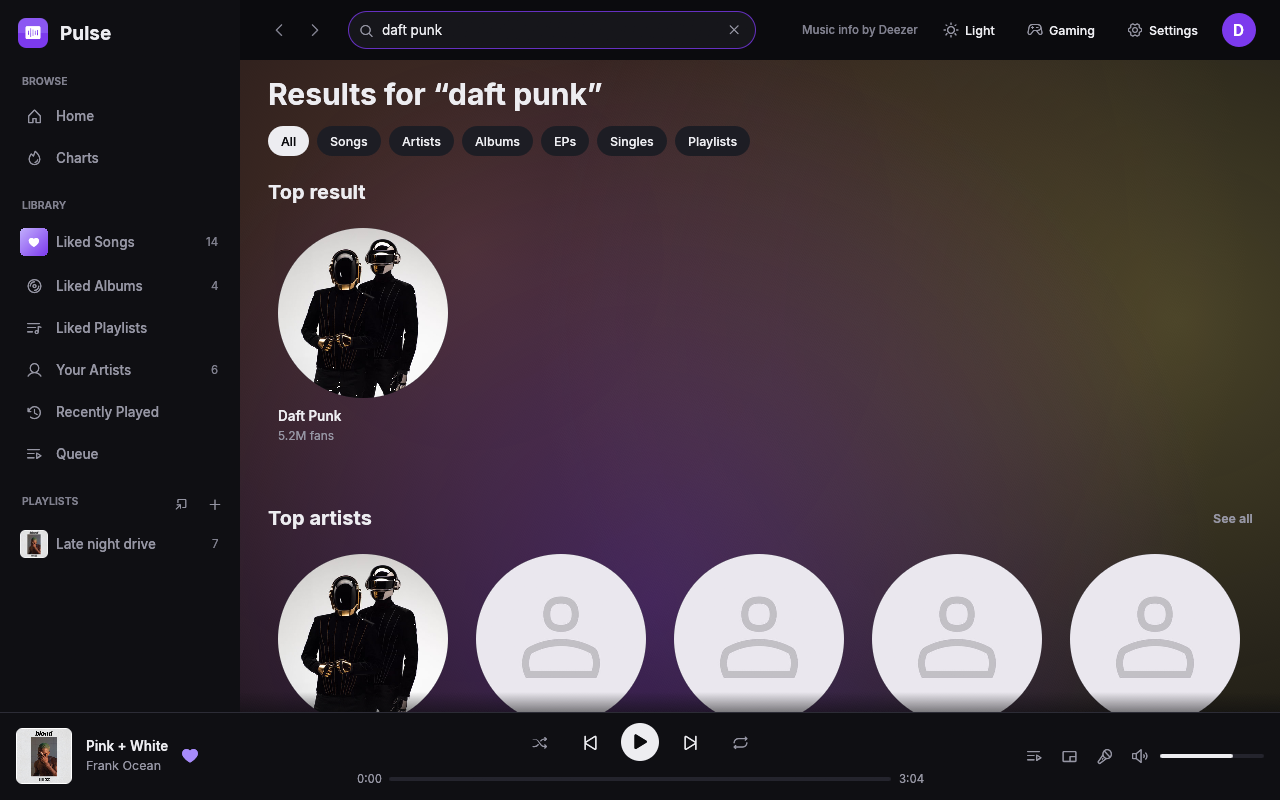 Pulse
daft punk
Music info by Deezer
Light
Gaming
Settings
D
BROWSE
Home
Charts
LIBRARY
Liked Songs 14
Liked Albums 4
Liked Playlists
Your Artists 6
Recently Played
Queue
PLAYLISTS
Late night drive 7
Results for “daft punk”
All Songs Artists Albums EPs Singles Playlists
Top result
Daft Punk
5.2M fans
Top artists
See all
blond
Pink + White
Frank Ocean
0:00
3:04